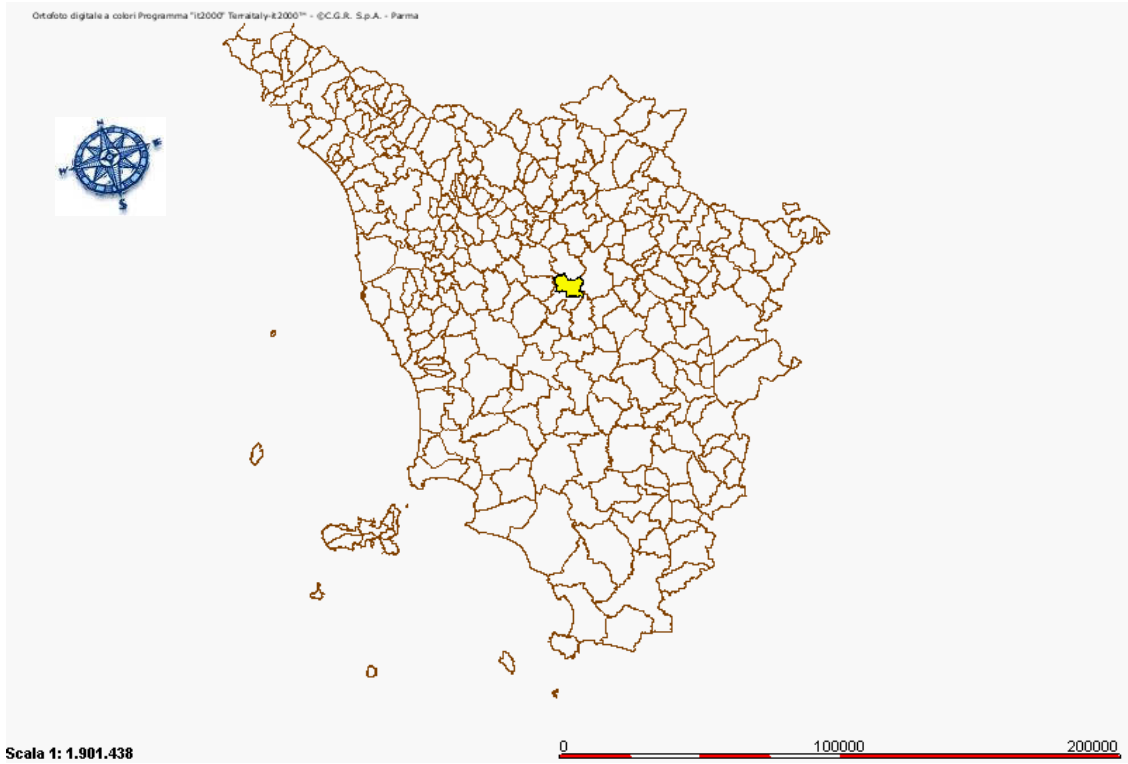 Ortofoto digitale a colori Programma "it2000" Terraitaly-it2000™ - ©C.G.R. S.p.A. - Parma
N
E
W
S
Scala 1: 1.901.438
0 100000 200000